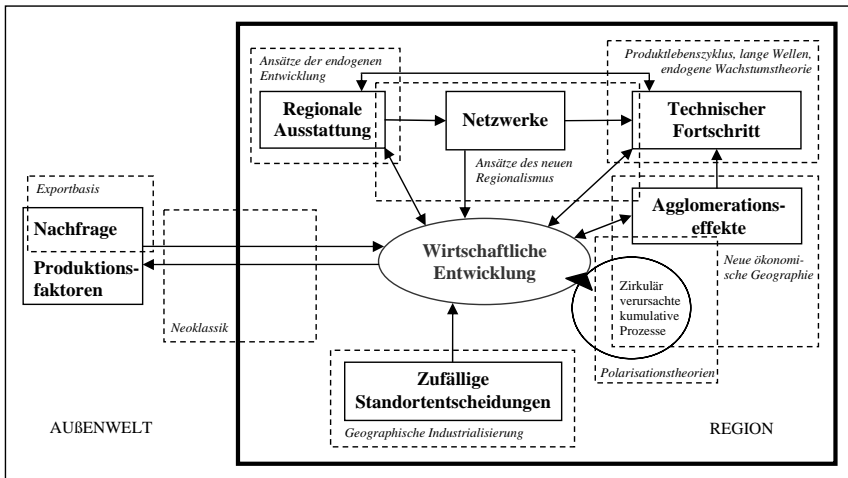 Ansätze der endogenen
Entwicklung
Produktlebenszyklus, lange Wellen,
endogene Wachstumstheorie
Regionale
Ausstattung
Netzwerke
Technischer
Fortschritt
Ansätze des neuen
Regionalismus
Exportbasis
Nachfrage
Produktions-
faktoren
Agglomerations-
effekte
Wirtschaftliche
Entwicklung
Neue ökonomi-
sche Geographie
Zirkulär
verursachte
kumulative
Prozesse
Neoklassik
Polarisationstheorien
Zufällige
Standortentscheidungen
Geographische Industrialisierung
AUßENWELT
REGION